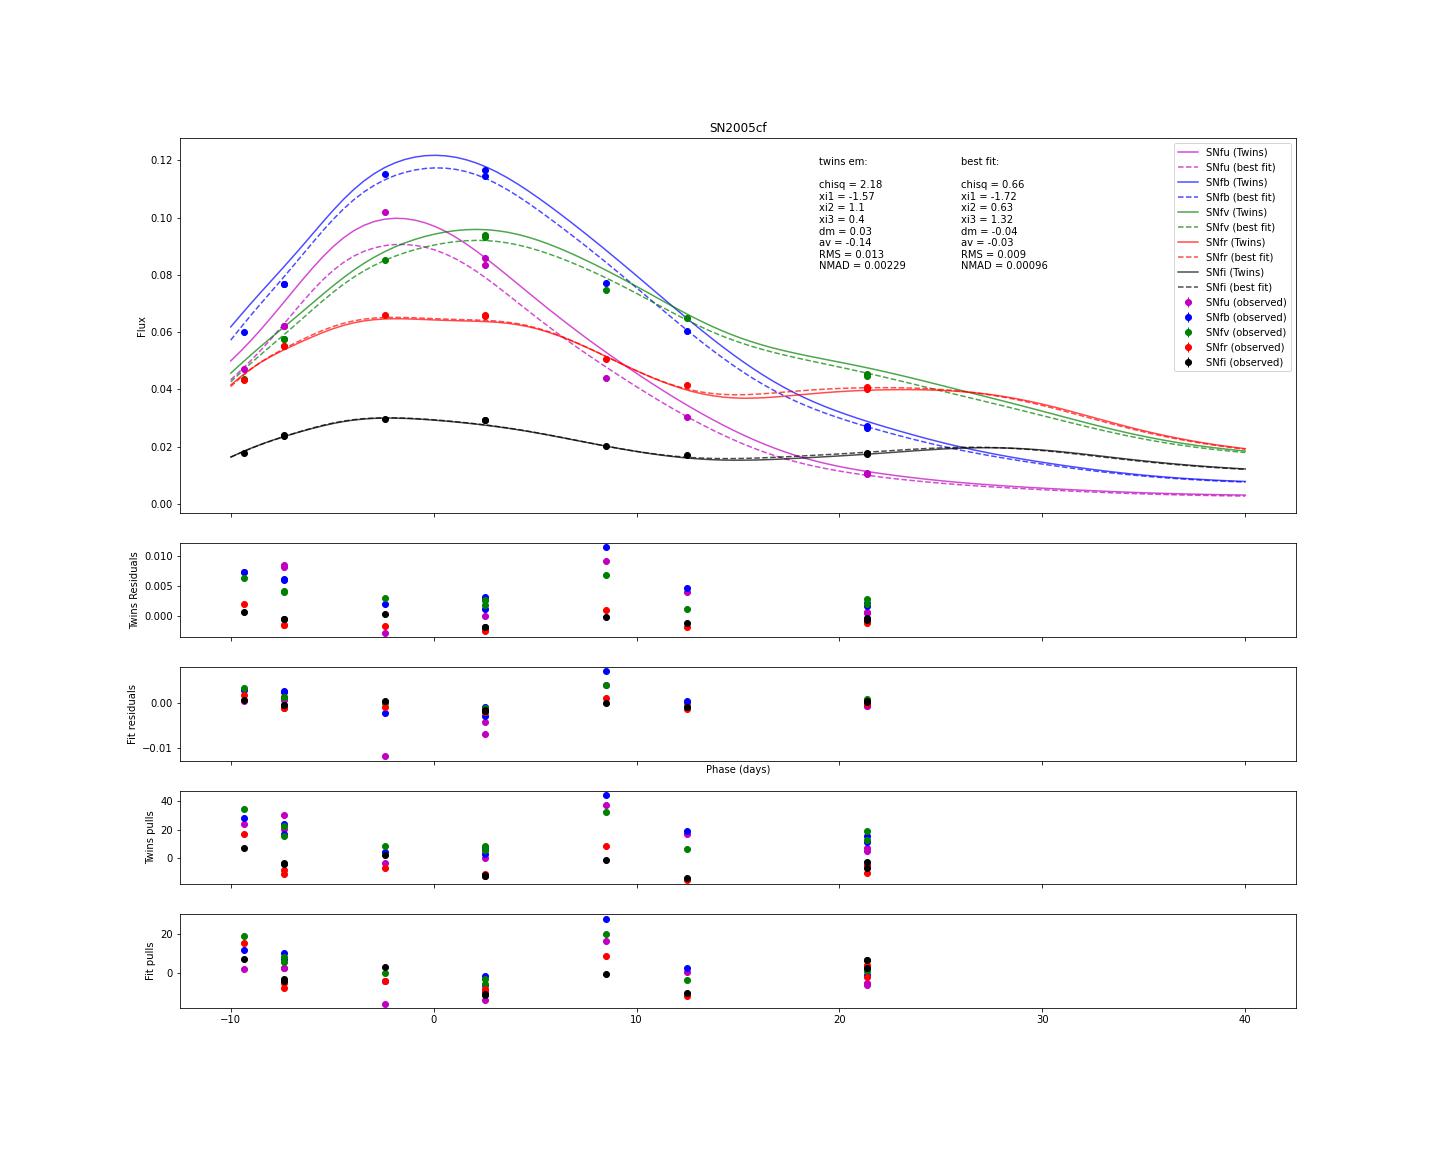 SN2005cf
Flux
0.12
0.10
0.08
0.06
0.04
0.02
0.00
twins em:
chisq = 2.18
xi1 = -1.57
xi2 = 1.1
xi3 = 0.4
dm = 0.03
av = -0.14
RMS = 0.013
NMAD = 0.00229
best fit:
chisq = 0.66
xi1 = -1.72
xi2 = 0.63
xi3 = 1.32
dm = -0.04
av = -0.03
RMS = 0.009
NMAD = 0.00096
SNfu (Twins)
SNfu (best fit)
SNfb (Twins)
SNfb (best fit)
SNfv (Twins)
SNfv (best fit)
SNfr (Twins)
SNfr (best fit)
SNfi (Twins)
SNfi (best fit)
SNfu (observed)
SNfb (observed)
SNfv (observed)
SNfr (observed)
SNfi (observed)
Twins Residuals
0.010
0.005
0.000
Fit residuals
0.00
−0.01
Phase (days)
Twins pulls
40
20
0
Fit pulls
20
0
−10
0
10
20
30
40